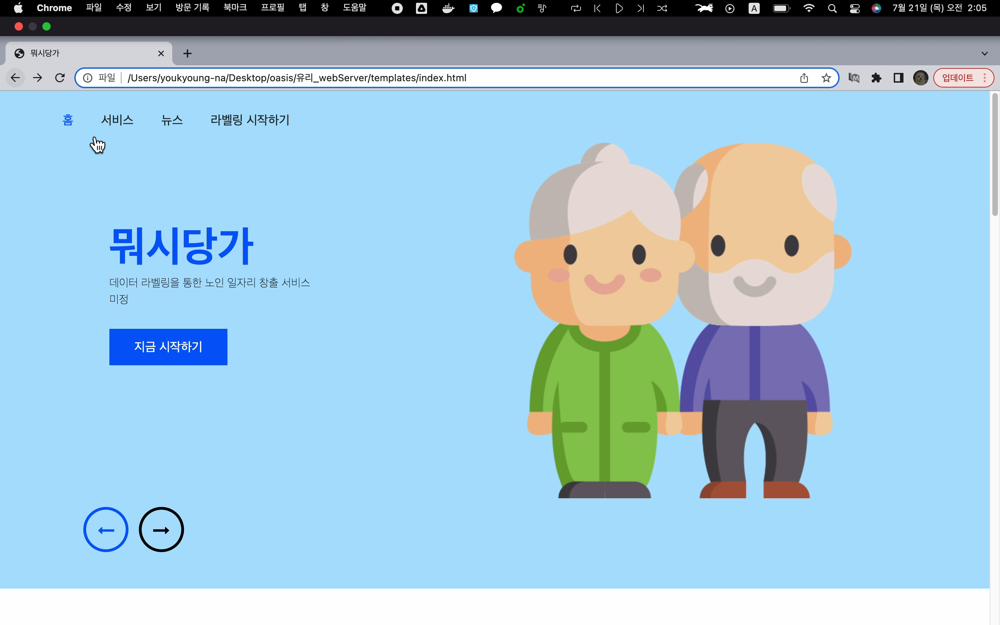 Chrome 파일 수정 보기 방문 기록 북마크 프로필 탭 창 도움말 A 7월 21일 (목) 오전 2:05
뭐시당가
파일 /Users/youkyoung-na/Desktop/oasis/유리_webServer/templates/index.html 업데이트
홈 서비스 뉴스 라벨링 시작하기
뭐시당가
데이터 라벨링을 통한 노인 일자리 창출 서비스
미정
지금 시작하기